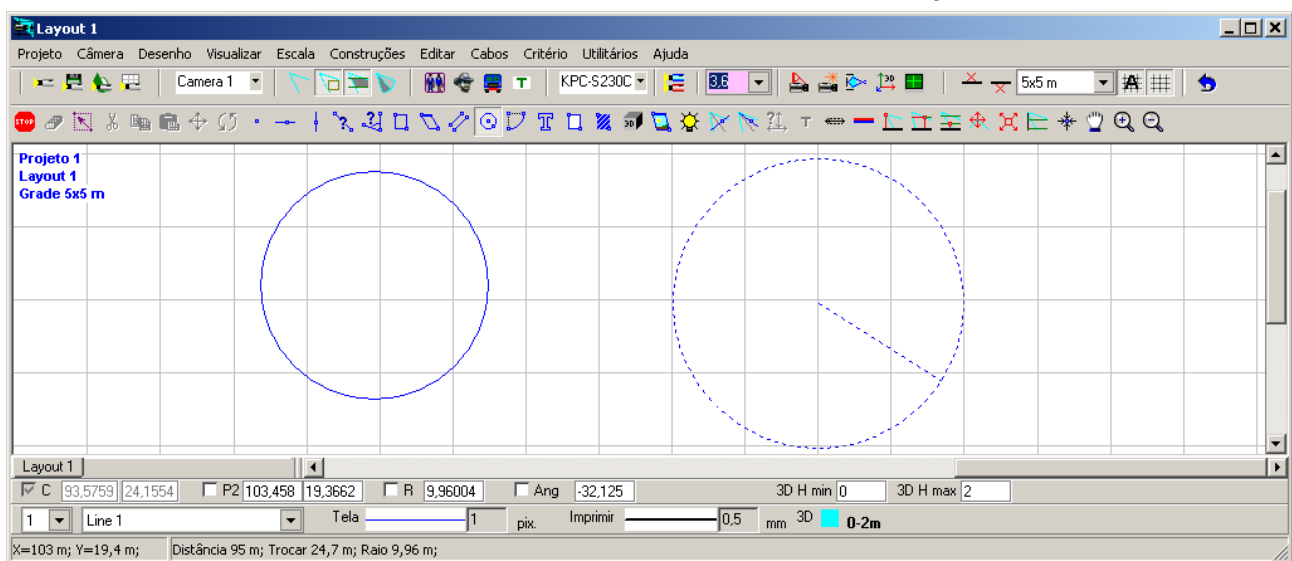 Layout 1
Projeto Câmera Desenho Visualizar Escala Construções Editar Cabos Critério Utilitários Ajuda
Camera 1 T KPC-S230C 3,6 3D 5x5 m A
STOP T 3D T
Projeto 1
Layout 1
Grade 5x5 m
Layout 1
C 93,5759 24,1554 P2 103,458 19,3662 R 9,96004 Ang -32,125 3D H min 0 3D H max 2
1 Line 1 Tela 1 pix. Imprimir 0,5 mm 3D 0-2m
X=103 m; Y=19,4 m; Distância 95 m; Trocar 24,7 m; Raio 9,96 m;